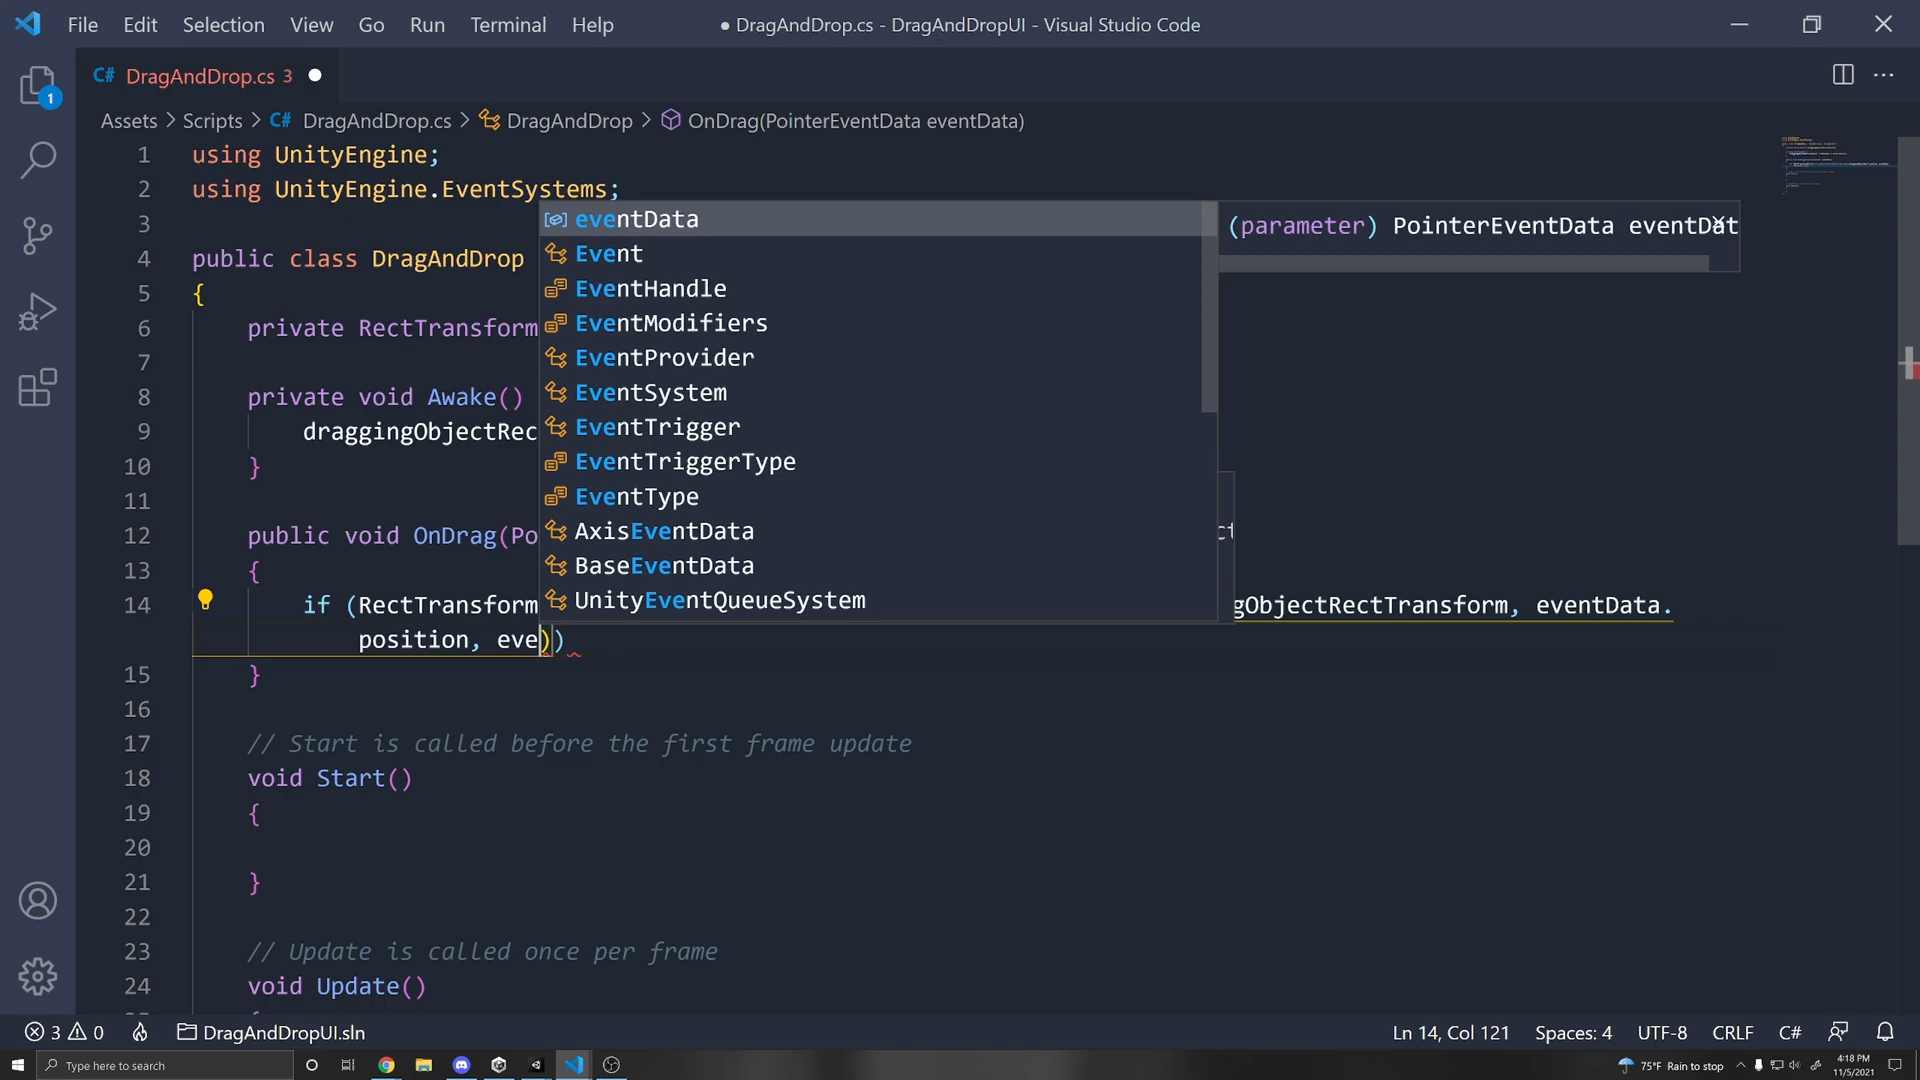 File Edit Selection View Go Run Terminal Help
● DragAndDrop.cs - DragAndDropUI - Visual Studio Code
C# DragAndDrop.cs 3
1
Assets > Scripts > C# DragAndDrop.cs > DragAndDrop > OnDrag(PointerEventData eventData)
1 using UnityEngine;
2 using UnityEngine.EventSystems;
3
4 public class DragAndDrop
5 {
6 private RectTransform
7
8 private void Awake()
9 draggingObjectRec
10 }
11
12 public void OnDrag(Po
13 {
14 if (RectTransform gObjectRectTransform, eventData.
position, eve))
15 }
16
17 // Start is called before the first frame update
18 void Start()
19 {
20
21 }
22
23 // Update is called once per frame
24 void Update()
eventData
Event
EventHandle
EventModifiers
EventProvider
EventSystem
EventTrigger
EventTriggerType
EventType
AxisEventData
BaseEventData
UnityEventQueueSystem
(parameter) PointerEventData eventDat
3 0 DragAndDropUI.sln
Ln 14, Col 121 Spaces: 4 UTF-8 CRLF C#
Type here to search
75°F Rain to stop
4:18 PM
11/5/2021